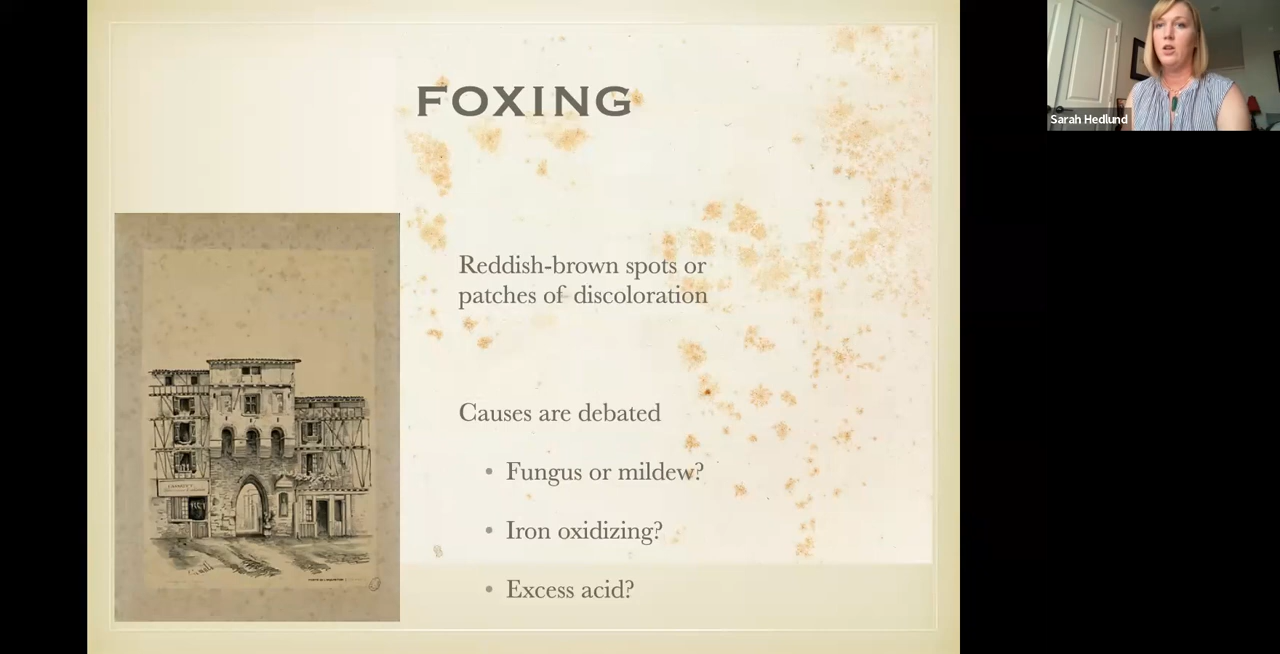 FOXING
Reddish-brown spots or
patches of discoloration
Causes are debated
• Fungus or mildew?
• Iron oxidizing?
• Excess acid?
Sarah Hedlund